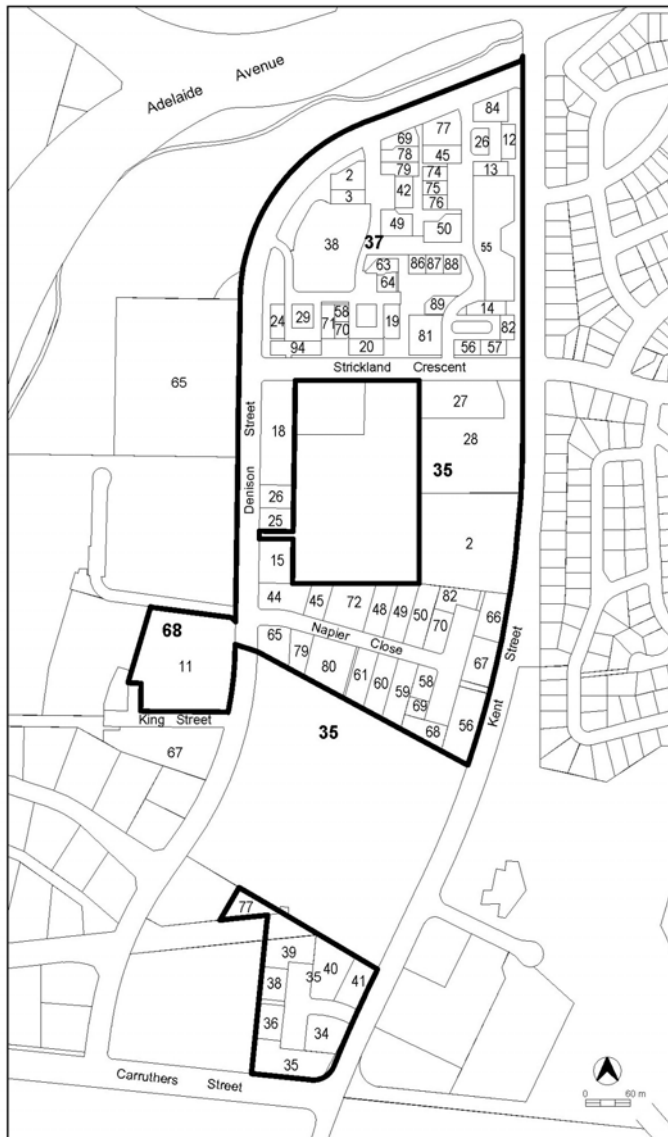 Adelaide Avenue
84
77
69
26 12
78 45
79 74 13
2 42 75
3 76
49 50
38 37 55
63 86 87 88
64
89 14
24 29 71 58 19 81 82
70
94 20 56 57
Strickland Crescent
65
27
Denison Street
18
28
35
26
25
2
15
44 45 72 48 49 50 82
70 66
Napier Close
68 65
11 79 80 61 60 59 58 67
69
68 56
Kent Street
King Street
35
67
77
39 35 40 41
38
36 34
35
Carruthers Street
0 60 m